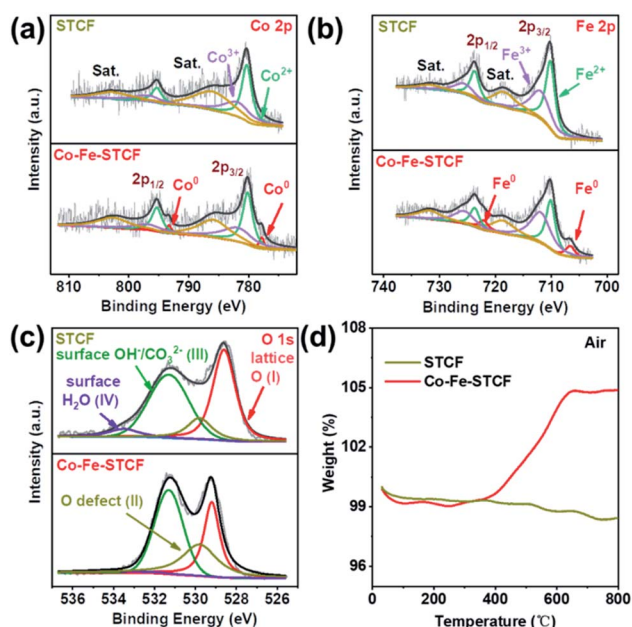 (a)
STCF
Co 2p
Sat.
Sat.
Co³⁺
Co²⁺
Co-Fe-STCF
2p₁/₂
2p₃/₂
Co⁰
Co⁰
Intensity (a.u.)
810 800 790 780
Binding Energy (eV)
(b)
STCF
Fe 2p
2p₃/₂
2p₁/₂
Fe³⁺
Sat.
Sat.
Fe²⁺
Co-Fe-STCF
Fe⁰
Fe⁰
Intensity (a.u.)
740 730 720 710 700
Binding Energy (eV)
(c)
STCF
O 1s
surface OH⁻/CO₃²⁻ (III)
lattice
O (I)
surface
H₂O (IV)
Co-Fe-STCF
O defect (II)
Intensity (a.u.)
536 534 532 530 528 526
Binding Energy (eV)
(d)
Air
STCF
Co-Fe-STCF
Weight (%)
108
105
102
99
96
0 200 400 600 800
Temperature (℃)